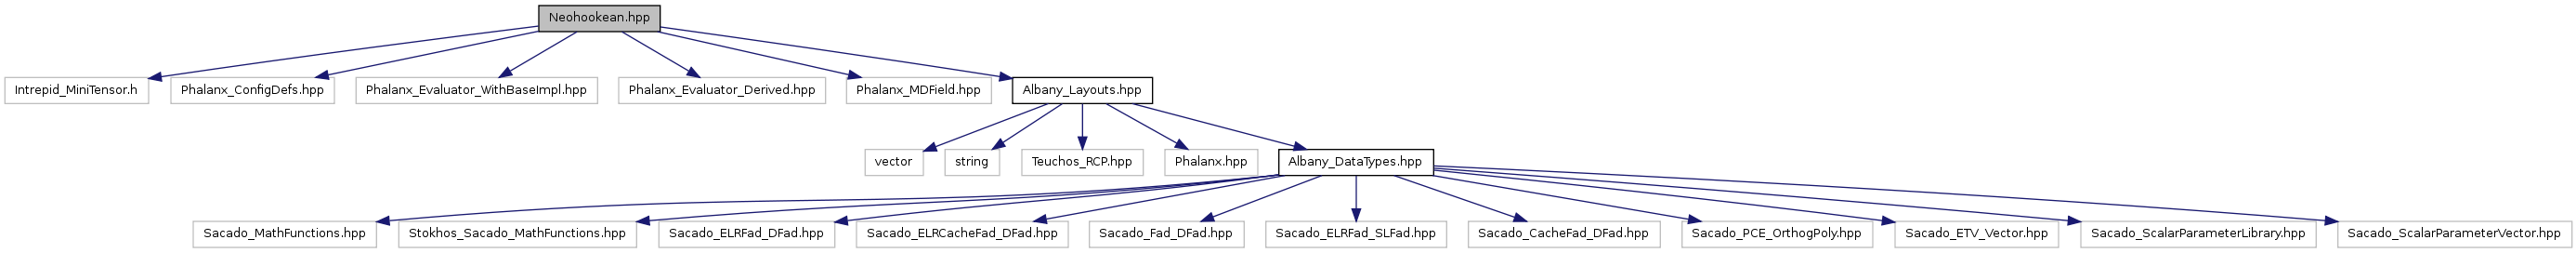 Neohookean.hpp
Intrepid_MiniTensor.h
Phalanx_ConfigDefs.hpp
Phalanx_Evaluator_WithBaseImpl.hpp
Phalanx_Evaluator_Derived.hpp
Phalanx_MDField.hpp
Albany_Layouts.hpp
vector
string
Teuchos_RCP.hpp
Phalanx.hpp
Albany_DataTypes.hpp
Sacado_MathFunctions.hpp
Stokhos_Sacado_MathFunctions.hpp
Sacado_ELRFad_DFad.hpp
Sacado_ELRCacheFad_DFad.hpp
Sacado_Fad_DFad.hpp
Sacado_ELRFad_SLFad.hpp
Sacado_CacheFad_DFad.hpp
Sacado_PCE_OrthogPoly.hpp
Sacado_ETV_Vector.hpp
Sacado_ScalarParameterLibrary.hpp
Sacado_ScalarParameterVector.hpp